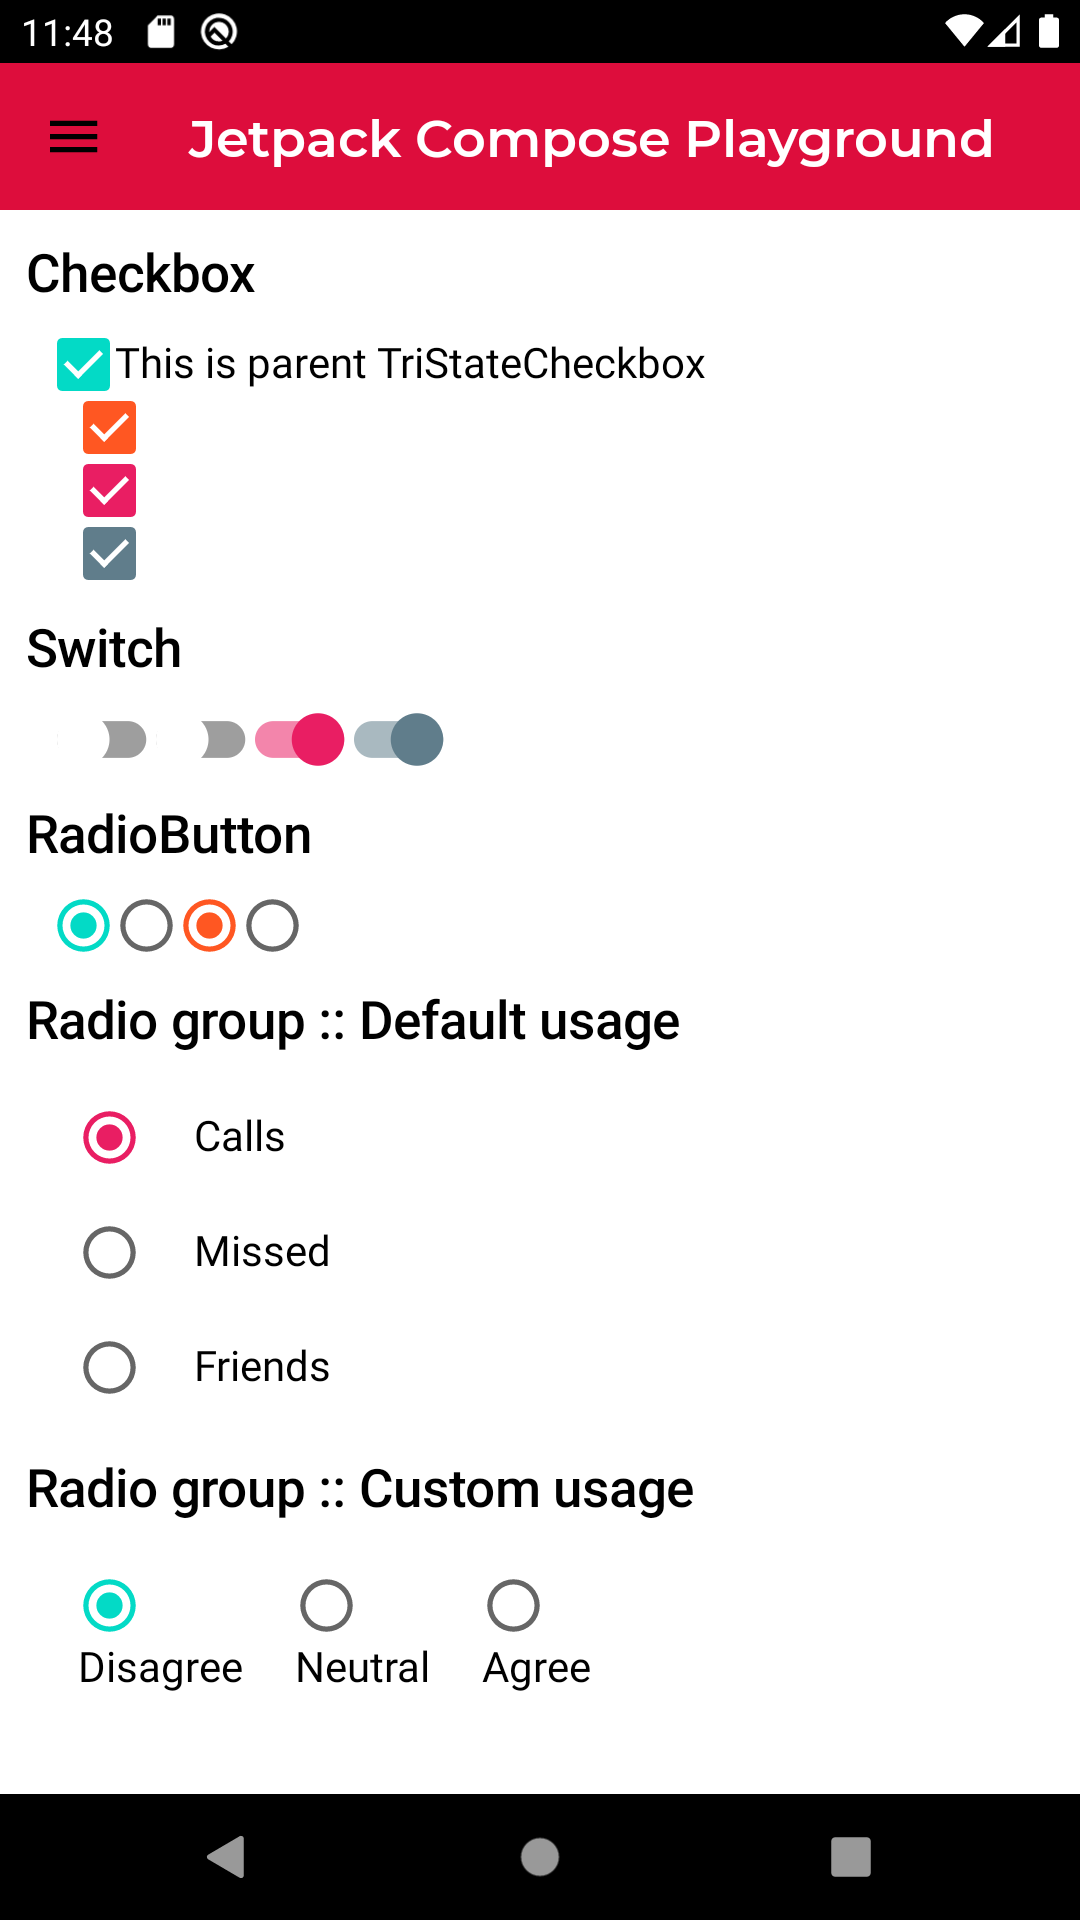 11:48
Jetpack Compose Playground
Checkbox
This is parent TriStateCheckbox
Switch
RadioButton
Radio group :: Default usage
Calls
Missed
Friends
Radio group :: Custom usage
Disagree Neutral Agree